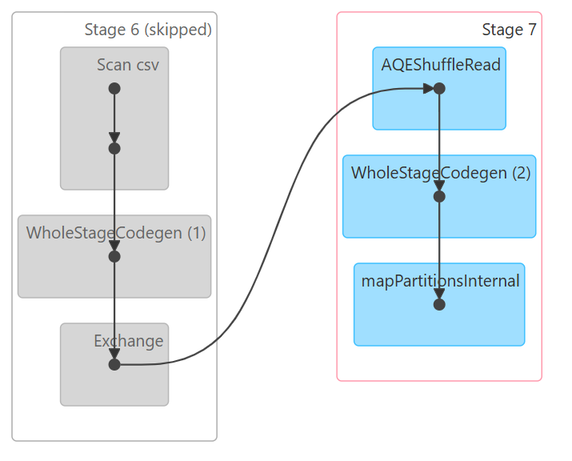 Stage 6 (skipped)
Scan csv
WholeStageCodegen (1)
Exchange
Stage 7
AQEShuffleRead
WholeStageCodegen (2)
mapPartitionsInternal